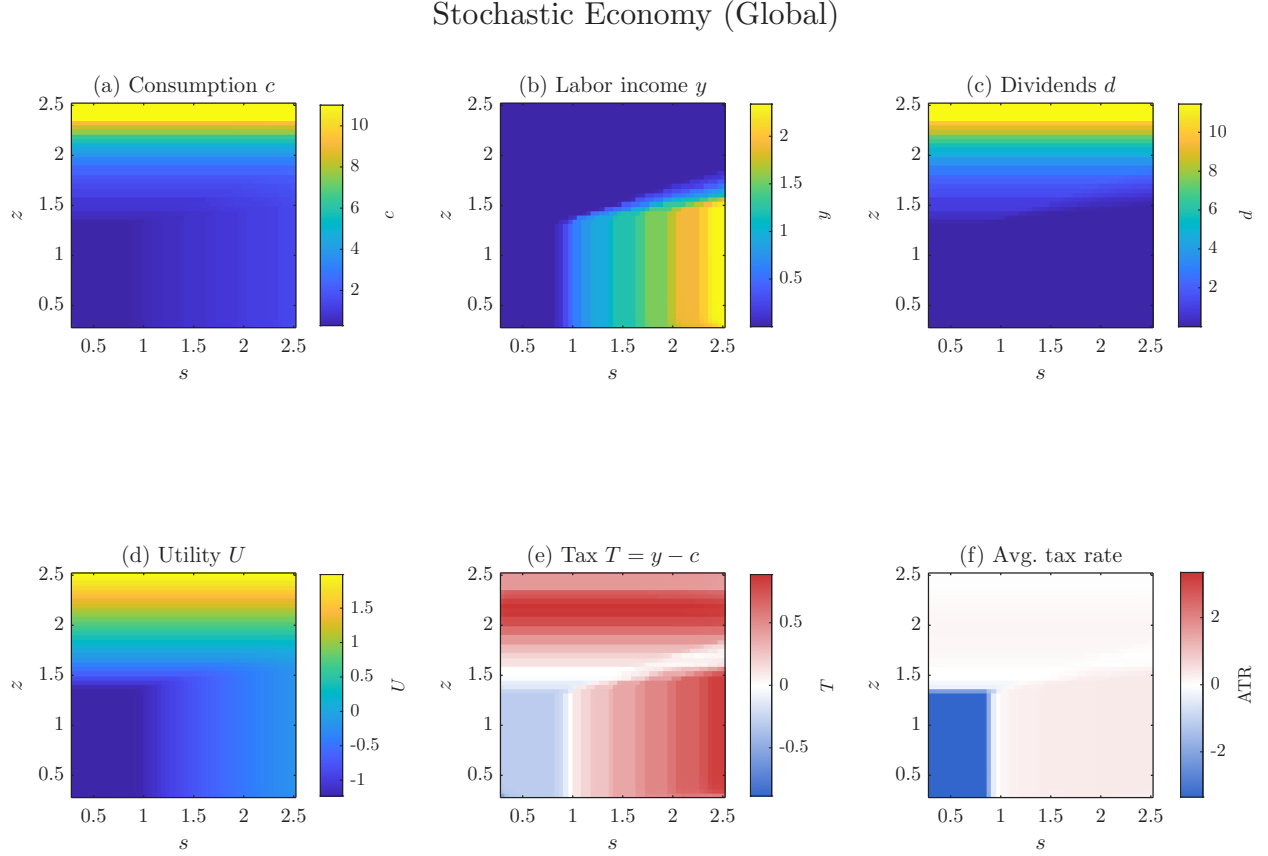 Stochastic Economy (Global)
(a) Consumption c
(b) Labor income y
(c) Dividends d
2.5
2
1.5
1
0.5
z
0.5 1 1.5 2 2.5
s
10
8
6
4
2
c
2.5
2
1.5
1
0.5
z
0.5 1 1.5 2 2.5
s
2
1.5
1
0.5
y
2.5
2
1.5
1
0.5
z
0.5 1 1.5 2 2.5
s
10
8
6
4
2
d
(d) Utility U
(e) Tax T = y − c
(f) Avg. tax rate
2.5
2
1.5
1
0.5
z
0.5 1 1.5 2 2.5
s
1.5
1
0.5
0
-0.5
-1
U
2.5
2
1.5
1
0.5
z
0.5 1 1.5 2 2.5
s
0.5
0
-0.5
T
2.5
2
1.5
1
0.5
z
0.5 1 1.5 2 2.5
s
2
0
-2
ATR